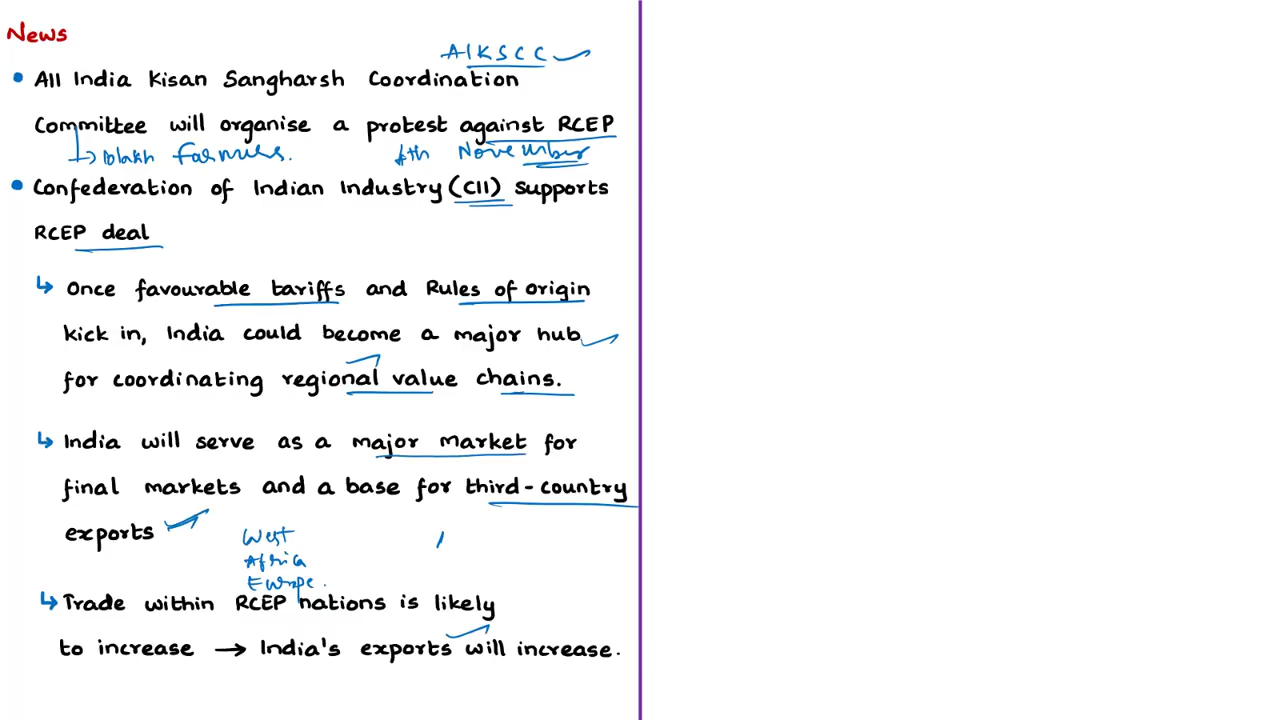 News
AIKSCC
• All India Kisan Sangharsh Coordination
Committee will organise a protest against RCEP
farmers. November
• Confederation of Indian Industry (CII) supports
RCEP deal
↳ Once favourable tariffs and Rules of origin
kick in, India could become a major hub
for coordinating regional value chains.
↳ India will serve as a major market for
final markets and a base for third-country
exports
West
Africa
Europe.
↳ Trade within RCEP nations is likely
to increase → India's exports will increase.